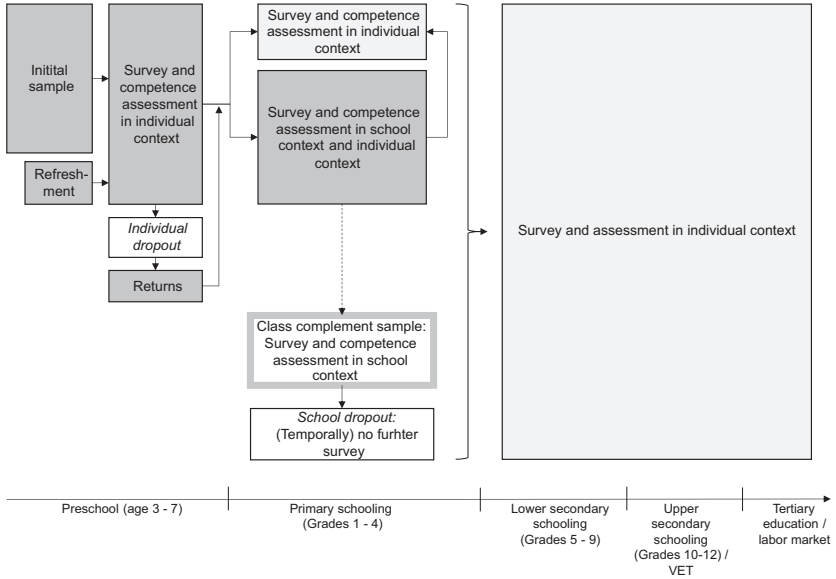 Initital
sample
Refresh-
ment
Survey and
competence
assessment
in individual
context
Individual
dropout
Returns
Survey and competence
assessment in individual
context
Survey and competence
assessment in school
context and individual
context
Class complement sample:
Survey and competence
assessment in school
context
School dropout:
(Temporally) no furhter
survey
Survey and assessment in individual context
Preschool (age 3 - 7)
Primary schooling
(Grades 1 - 4)
Lower secondary
schooling
(Grades 5 - 9)
Upper
secondary
schooling
(Grades 10-12) /
VET
Tertiary
education /
labor market